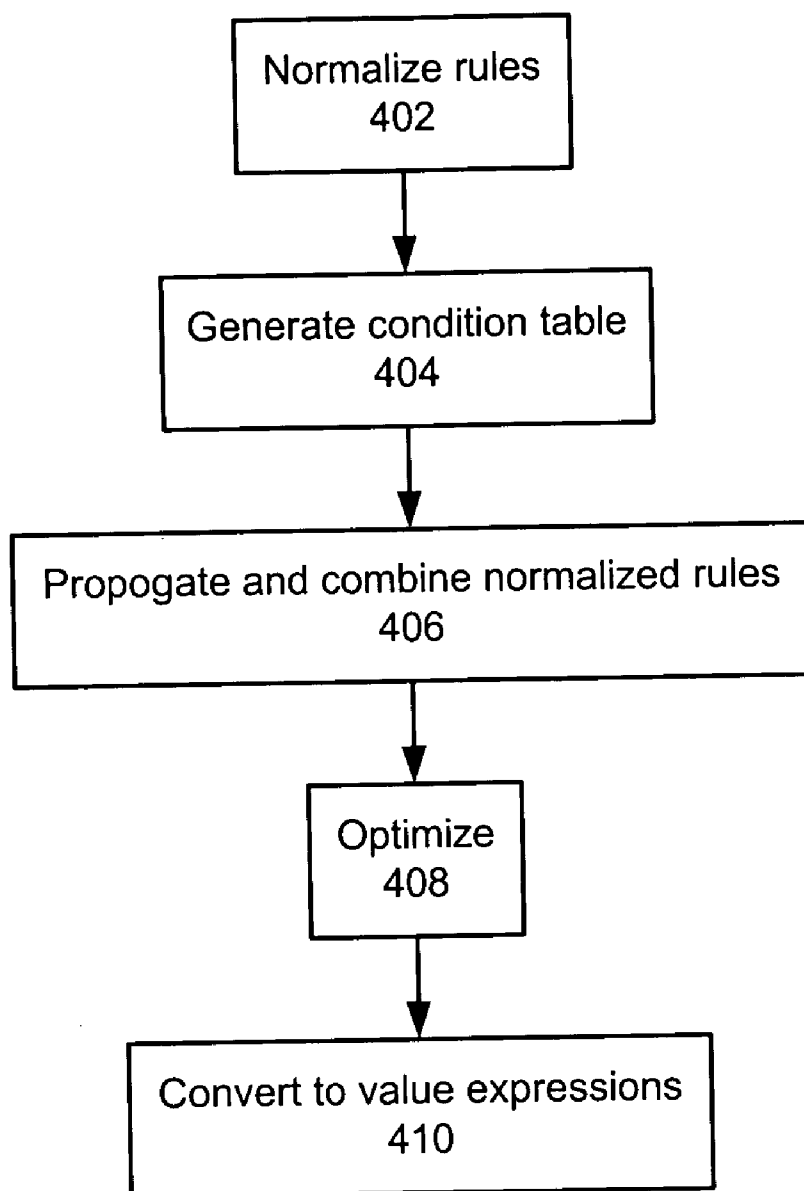 Normalize rules
402
Generate condition table
404
Propogate and combine normalized rules
406
Optimize
408
Convert to value expressions
410